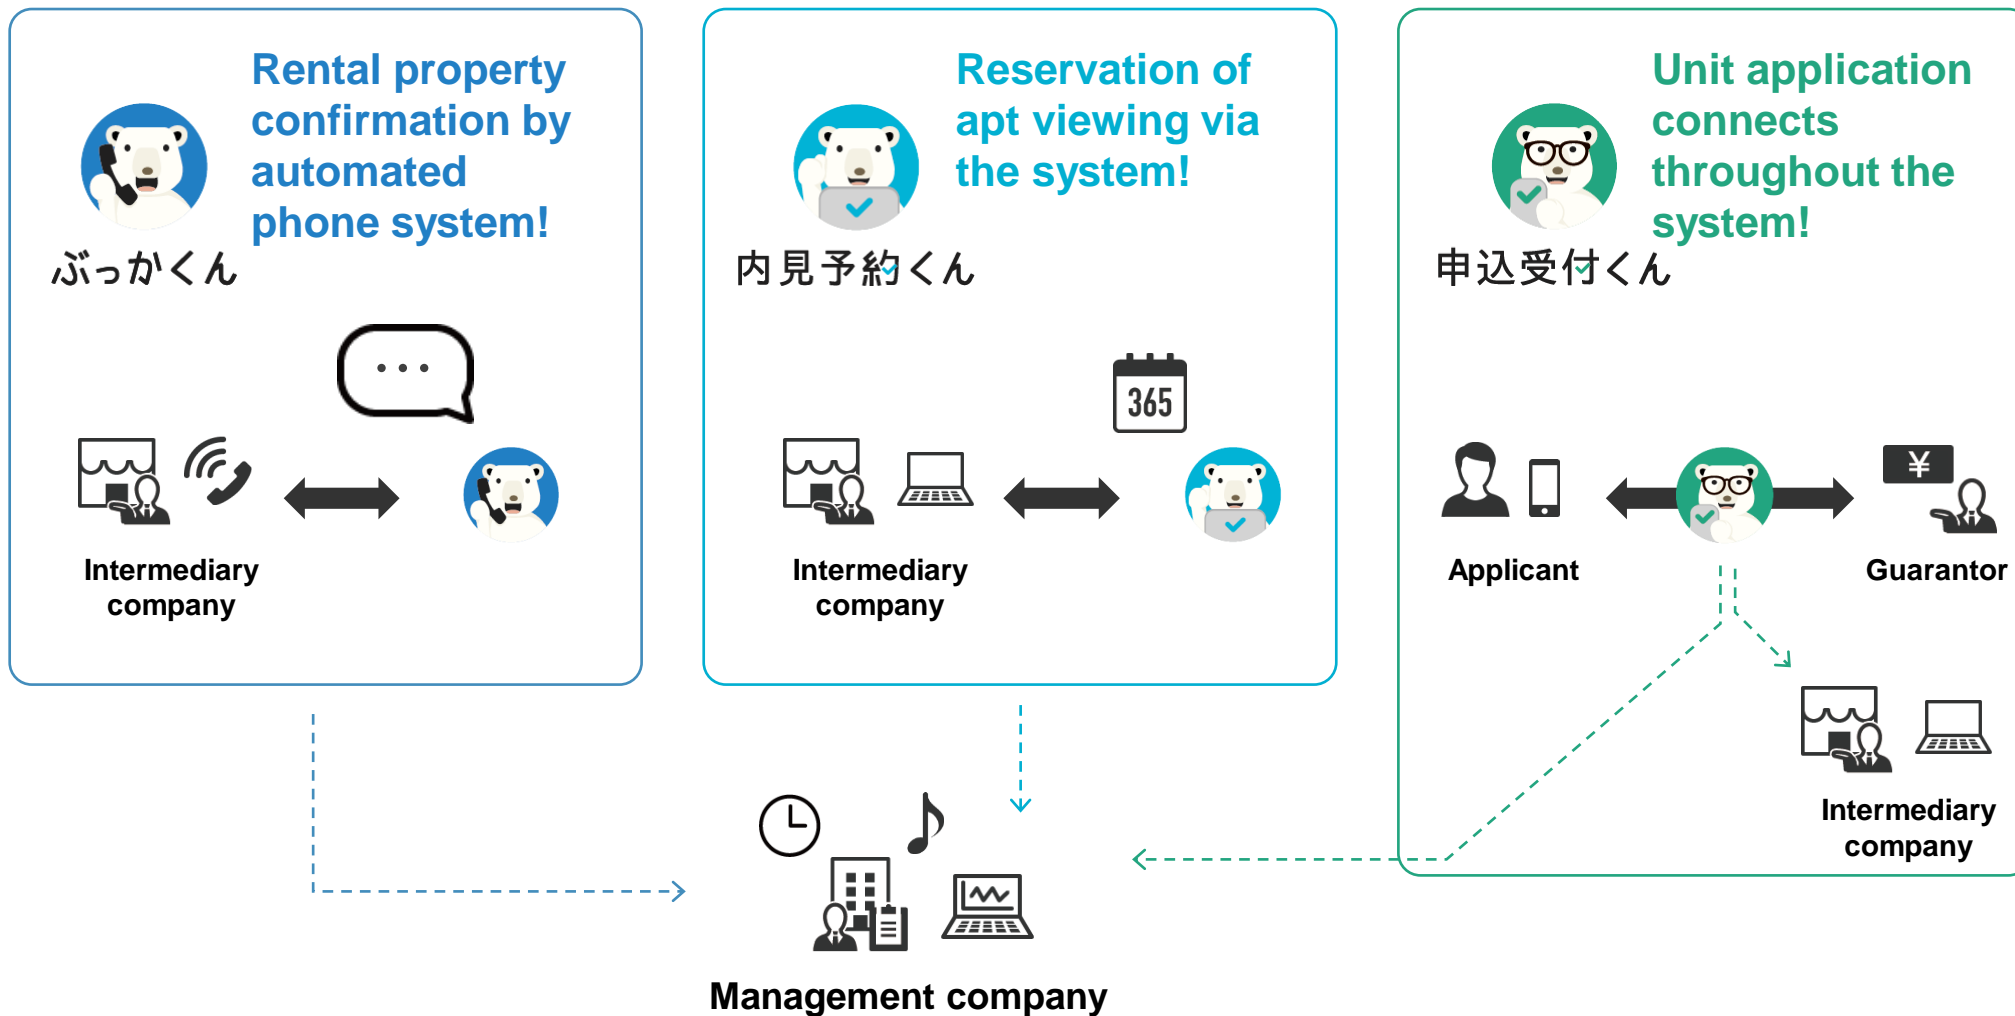 Rental property
confirmation by
automated
phone system!
ぶっかくん
Intermediary
company
Reservation of
apt viewing via
the system!
内見予約くん
365
Intermediary
company
Unit application
connects
throughout the
system!
申込受付くん
¥
Applicant
Guarantor
Intermediary
company
Management company